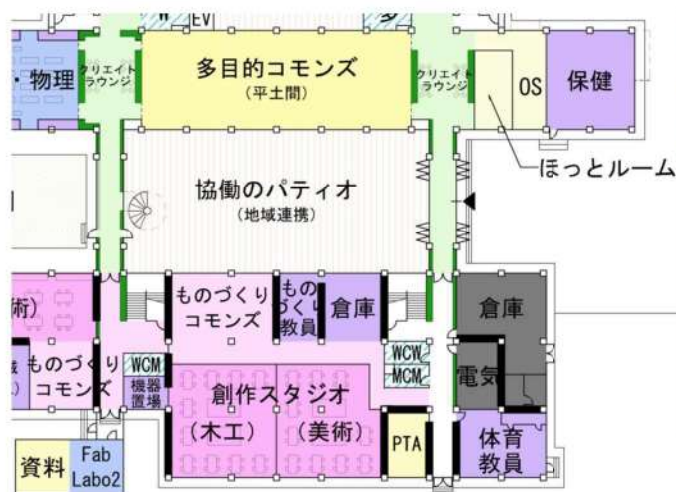 W
EV
多
・物理
クリエイト
ラウンジ
多目的コモンズ
(平土間)
クリエイト
ラウンジ
OS
保健
ほっとルーム
協働のパティオ
(地域連携)
術)
ものづくり
コモンズ
ものづくり
コモンズ
もの
づくり
教員
倉庫
倉庫
WCM
機器
置場
創作スタジオ
(木工)
(美術)
WCW
MCM
電気
PTA
体育
教員
資料
Fab
Labo2